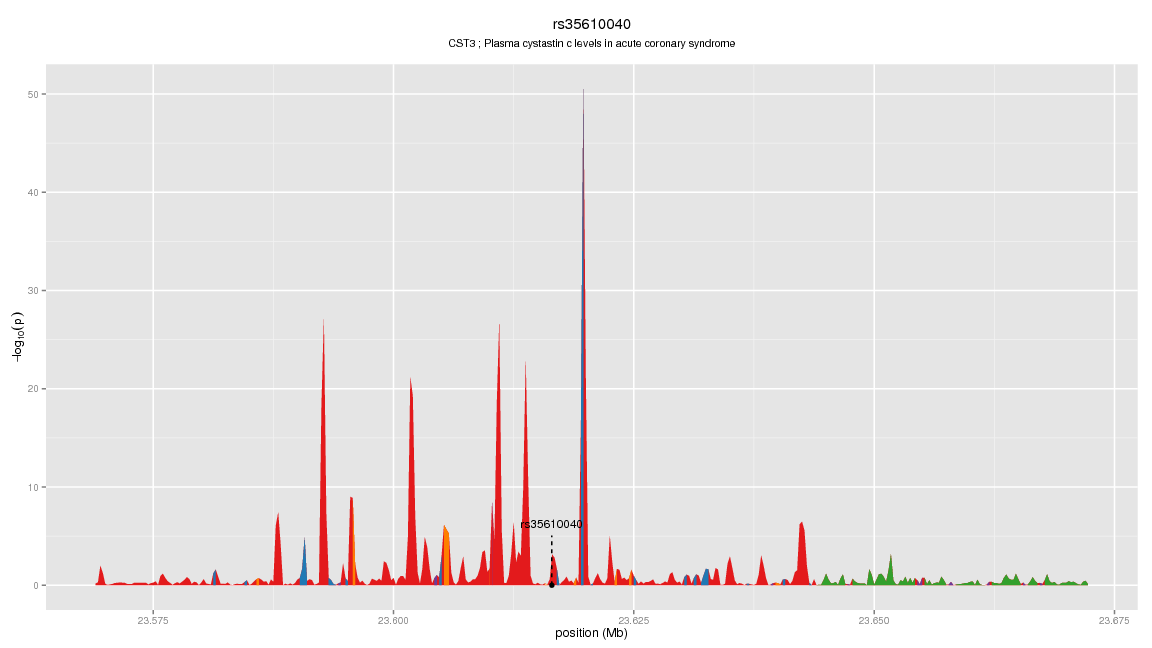 rs35610040
CST3 ; Plasma cystastin c levels in acute coronary syndrome
50
40
30
20
10
0
−log10(p)
rs35610040
23.575
23.600
23.625
23.650
23.675
position (Mb)